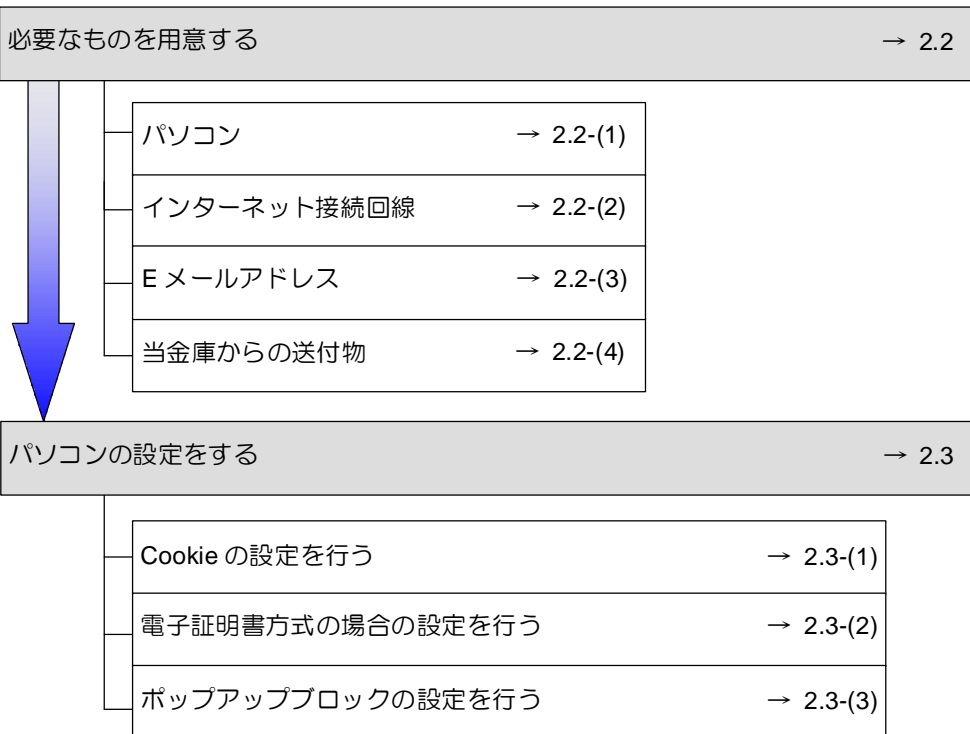 必要なものを用意する → 2.2
パソコン → 2.2-(1)
インターネット接続回線 → 2.2-(2)
E メールアドレス → 2.2-(3)
当金庫からの送付物 → 2.2-(4)
パソコンの設定をする → 2.3
Cookie の設定を行う → 2.3-(1)
電子証明書方式の場合の設定を行う → 2.3-(2)
ポップアップブロックの設定を行う → 2.3-(3)